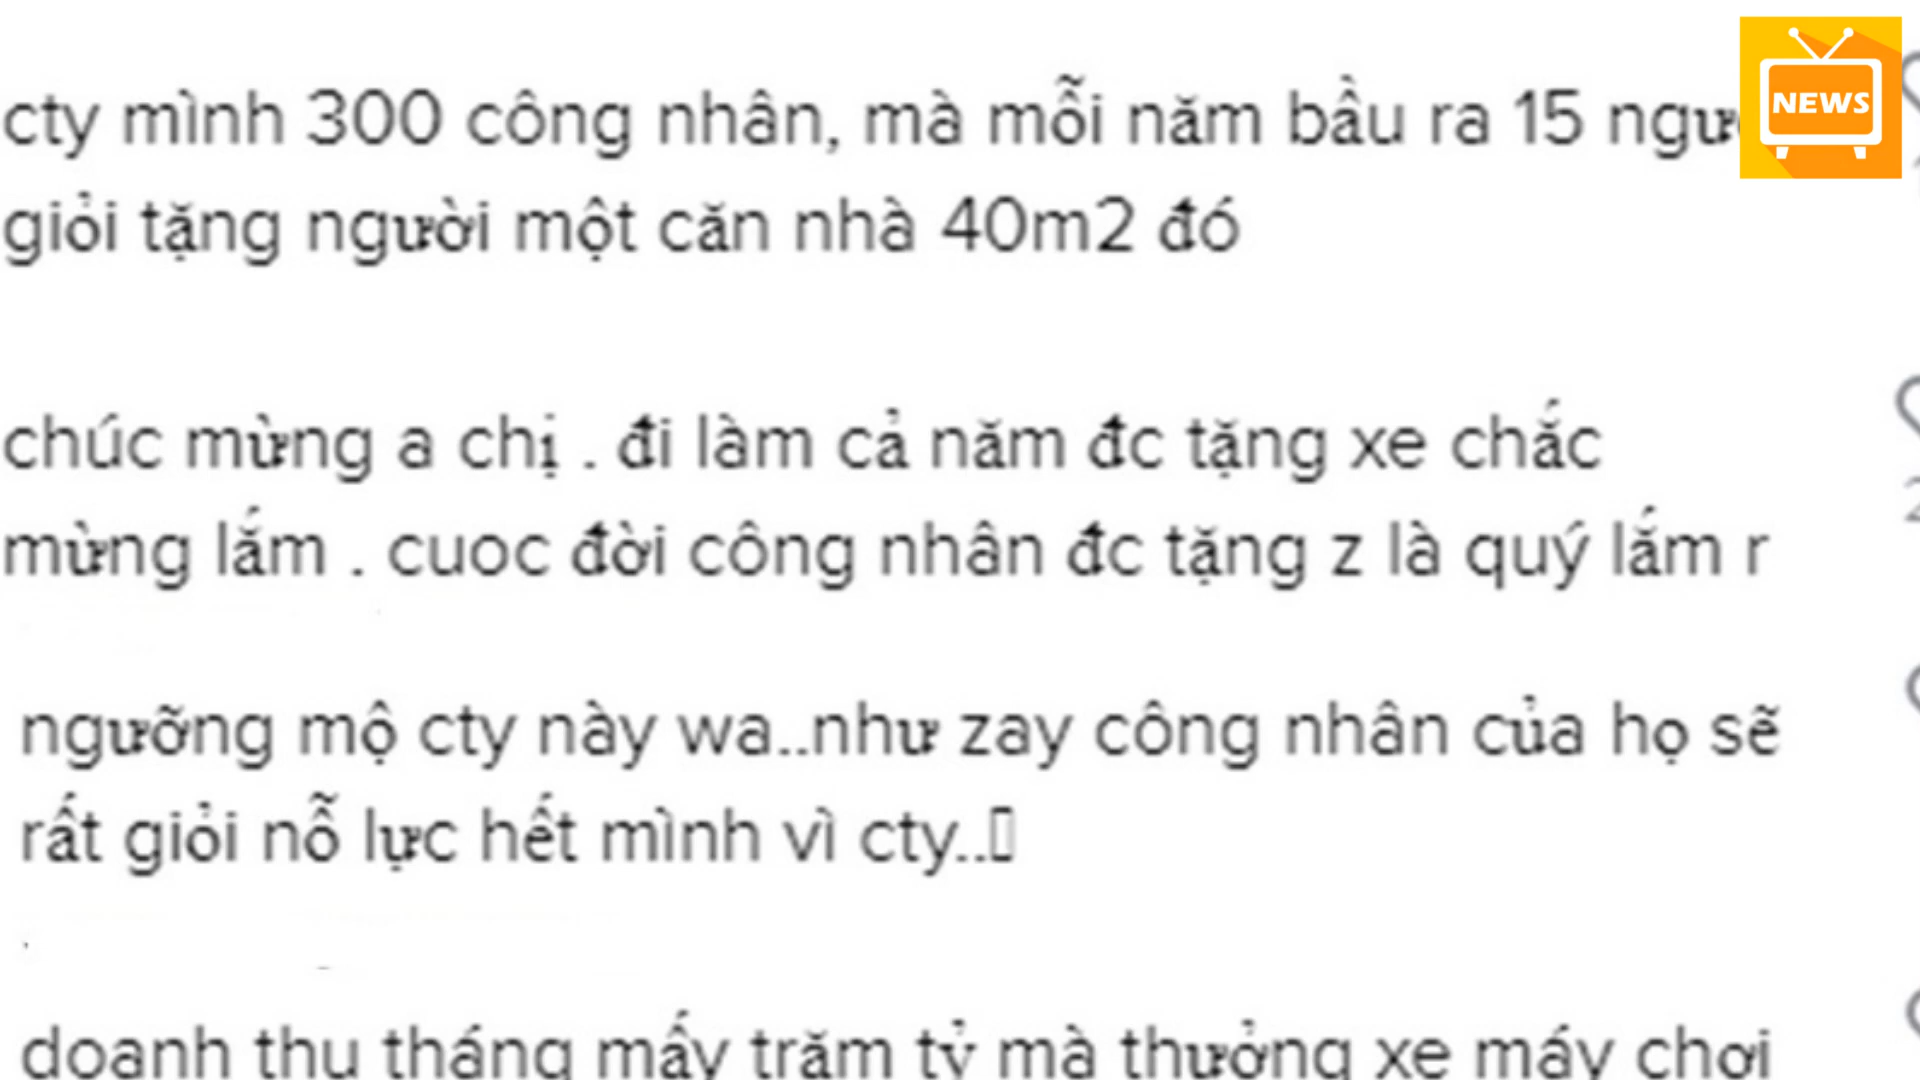 cty mình 300 công nhân, mà mỗi năm bầu ra 15
NEWS
giỏi tặng người một căn nhà 40m2 đó
chúc mừng a chị . đi làm cả năm đc tặng xe chắc
mừng lắm . cuoc đời công nhân đc tặng z là quý lắm r
ngưỡng mộ cty này wa..như zay công nhân của họ sẽ
rất giỏi nỗ lực hết mình vì cty..
doanh thu tháng mấy trăm tỷ mà thưởng xe máy chơi